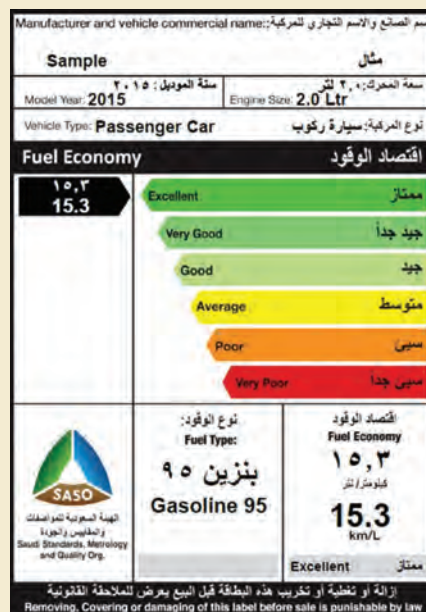 Manufacturer and vehicle commercial name: اسم الصانع والاسم التجاري للمركبة:
Sample مثال
سنة الموديل: ٢٠١٥ سعة المحرك: ٢,٠ لتر
Model Year: 2015 Engine Size: 2.0 Ltr
Vehicle Type: Passenger Car نوع المركبة: سيارة ركوب
Fuel Economy اقتصاد الوقود
١٥,٣
15.3
Excellent ممتاز
Very Good جيد جداً
Good جيد
Average متوسط
Poor سيئ
Very Poor سيئ جداً
SASO
الهيئة السعودية للمواصفات
والمقاييس والجودة
Saudi Standards, Metrology
and Quality Org.
نوع الوقود:
Fuel Type:
بنزين ٩٥
Gasoline 95
اقتصاد الوقود
Fuel Economy
١٥,٣
كيلومتر/لتر
15.3
km/L
Excellent ممتاز
إزالة أو تغطية أو تخريب هذه البطاقة قبل البيع يعرض للملاحقة القانونية
Removing, Covering or damaging of this label before sale is punishable by law